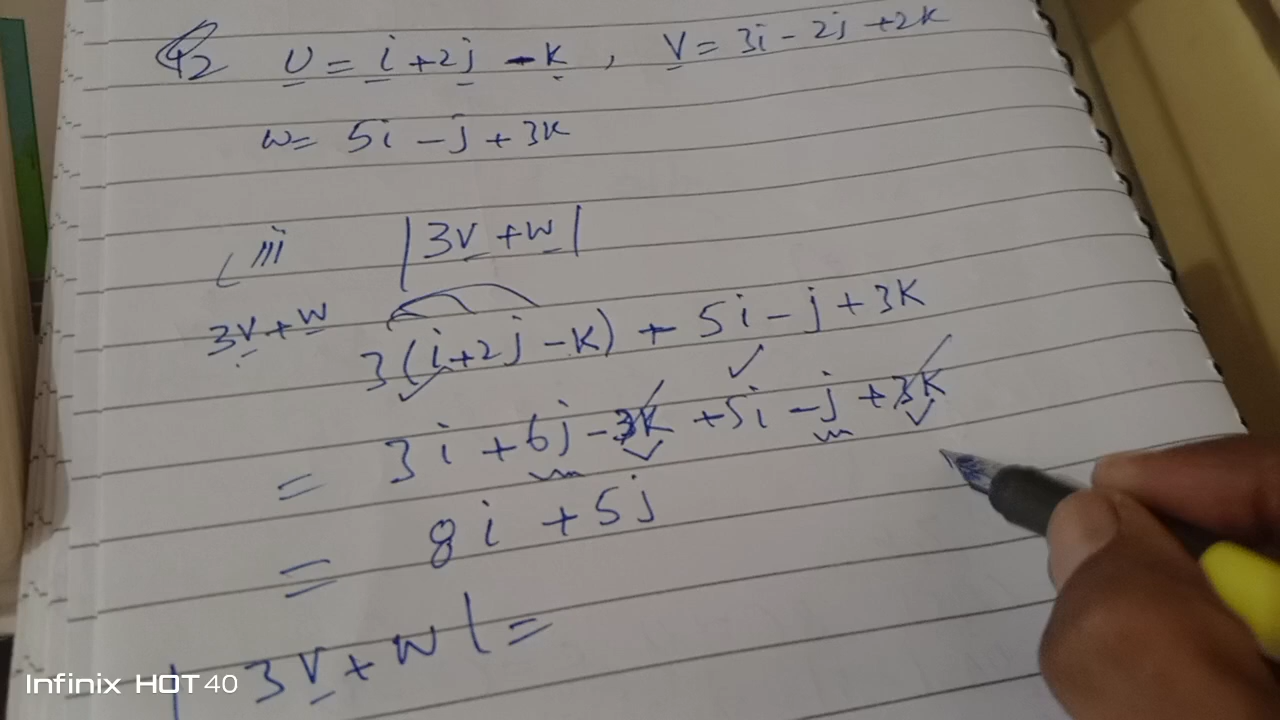 Q2 U = i + 2j - k , V = 3i - 2j + 2k
w = 5i - j + 3k
(iii |3V + w|
3V + w 3(i + 2j - k) + 5i - j + 3k
= 3i + 6j - 3k + 5i - j + 3k
= 8i + 5j
|3V + w| =
Infinix HOT 40